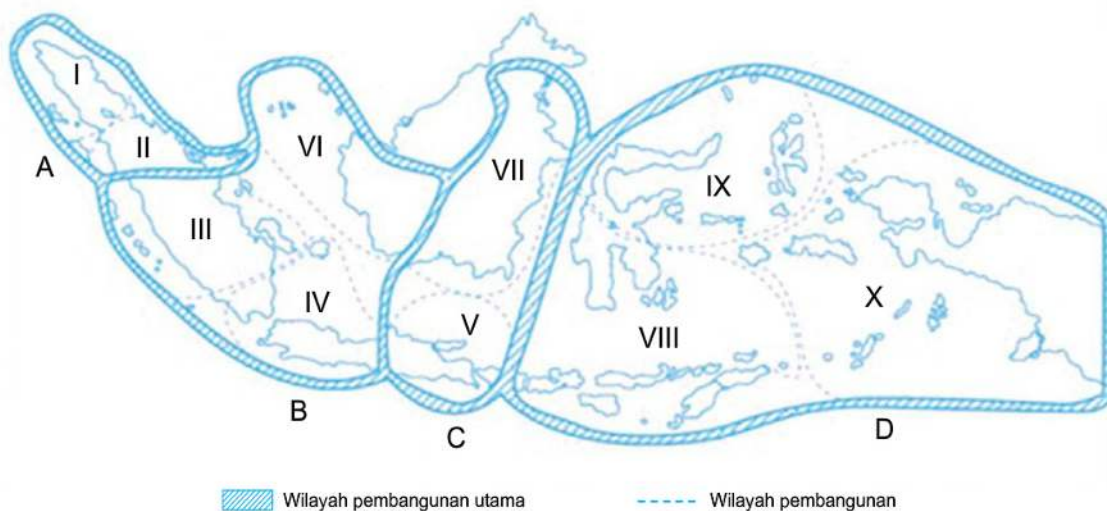 I
II
A
VI
VII
IX
III
IV
V
VIII
X
B
C
D
Wilayah pembangunan utama
Wilayah pembangunan